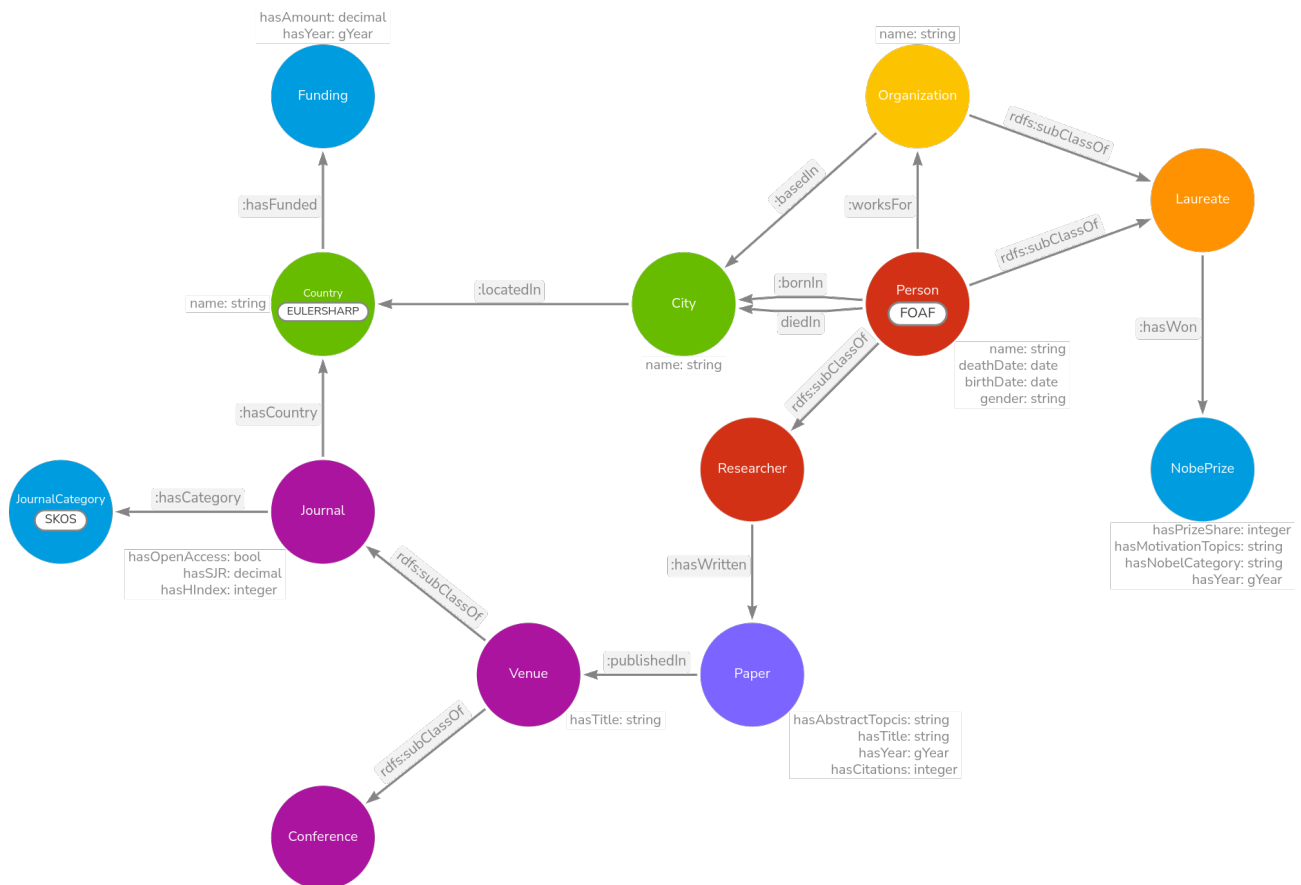 hasAmount: decimal
hasYear: gYear
Funding
name: string
Organization
rdfs:subClassOf
:basedIn
:hasFunded
:worksFor
Laureate
rdfs:subClassOf
name: string
Country
EULERSHARP
:locatedIn
City
name: string
:bornIn
diedIn
Person
FOAF
name: string
deathDate: date
birthDate: date
gender: string
:hasWon
rdfs:subClassOf
:hasCountry
Researcher
NobePrize
hasPrizeShare: integer
hasMotivationTopics: string
hasNobelCategory: string
hasYear: gYear
JournalCategory
SKOS
:hasCategory
Journal
hasOpenAccess: bool
hasSJR: decimal
hasHIndex: integer
rdfs:subClassOf
:hasWritten
Venue
hasTitle: string
:publishedIn
Paper
hasAbstractTopcis: string
hasTitle: string
hasYear: gYear
hasCitations: integer
rdfs:subClassOf
Conference